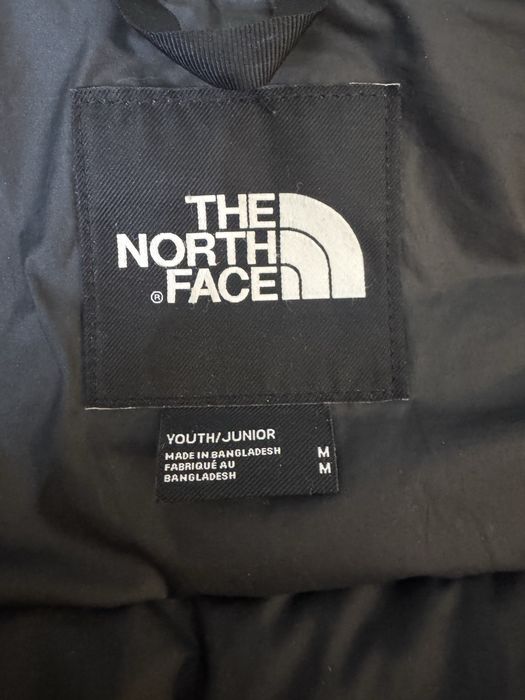 THE
NORTH
® FACE
YOUTH/JUNIOR
MADE IN BANGLADESH M
FABRIQUÉ AU M
BANGLADESH